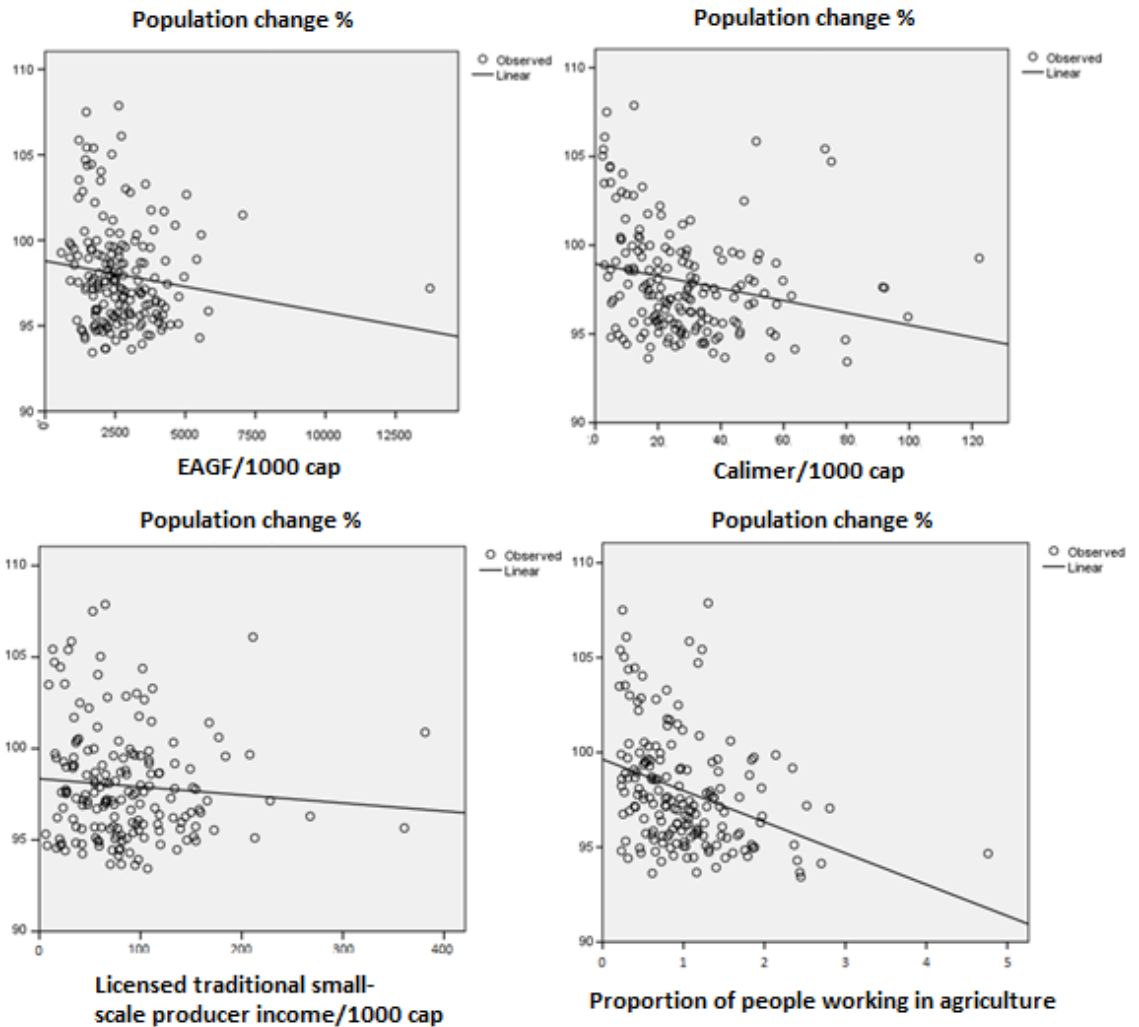 Population change %
110
105
100
95
90
0
2500
5000
7500
10000
12500
EAGF/1000 cap
Observed
Linear
Population change %
110
105
100
95
90
.0
20.
40.
60.
80.
100.
120.
Calimer/1000 cap
Observed
Linear
Population change %
110
105
100
95
90
0
100
200
300
400
Licensed traditional small-
scale producer income/1000 cap
Observed
Linear
Population change %
110
105
100
95
90
0
1
2
3
4
5
Proportion of people working in agriculture
Observed
Linear